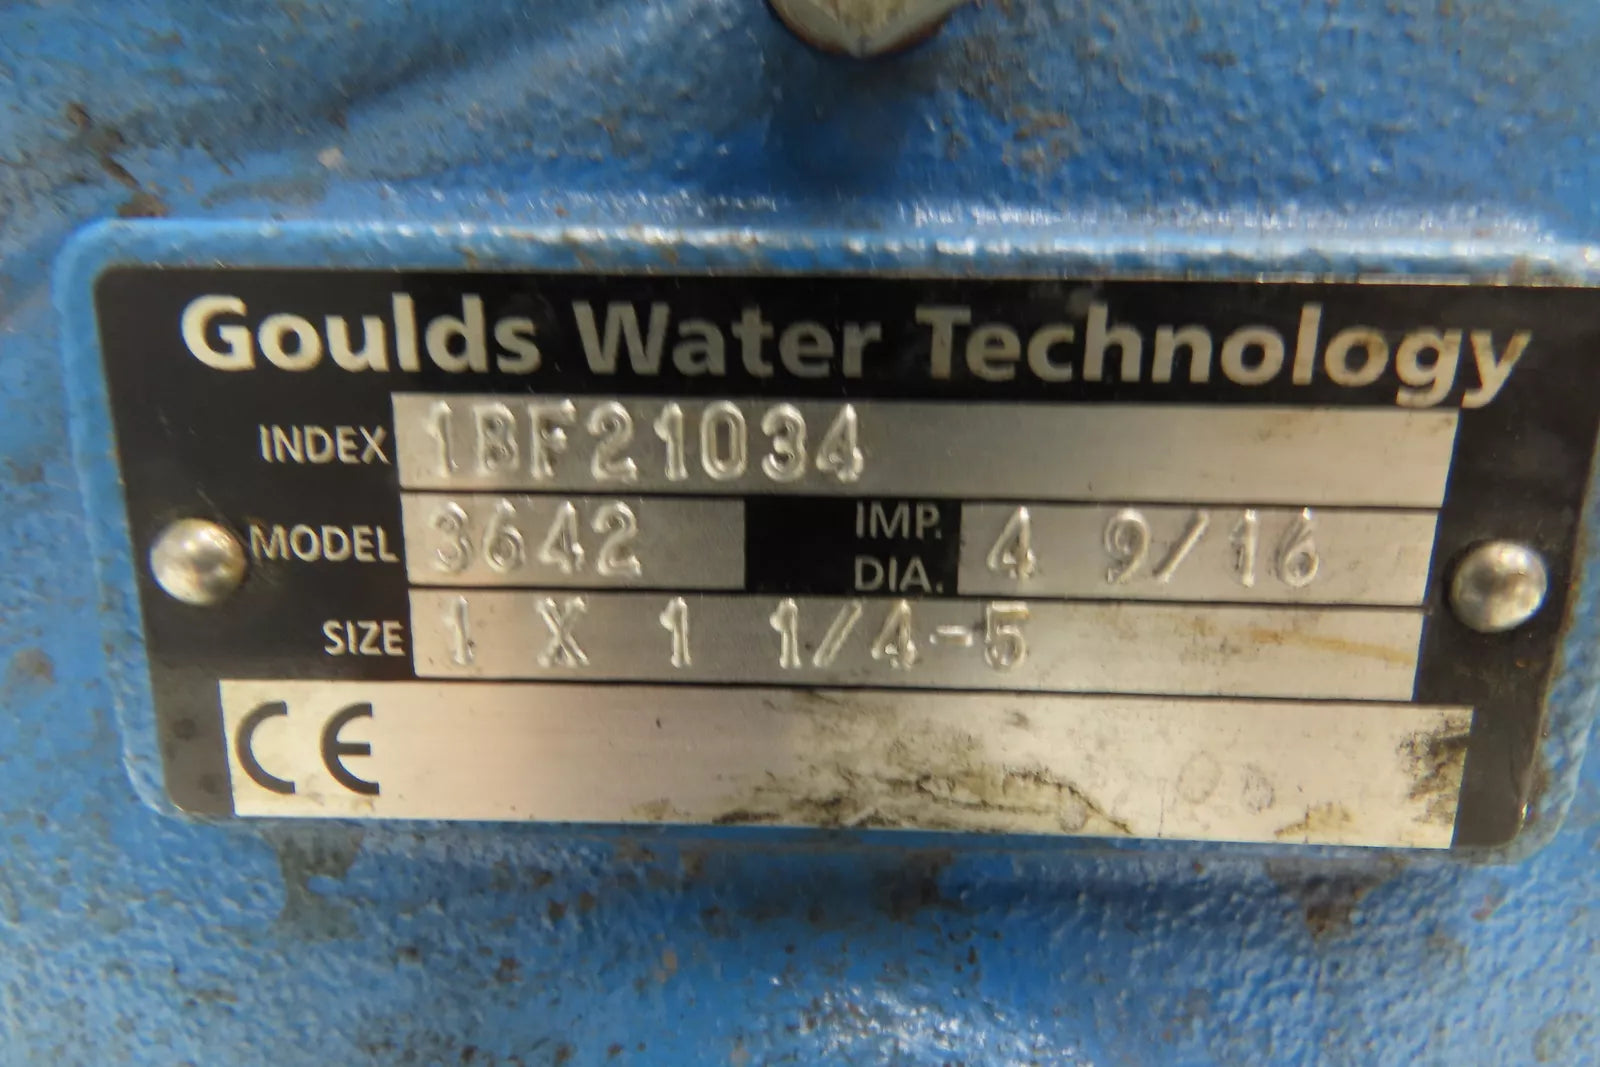 Goulds Water Technology
INDEX 1BF21034
MODEL 3642 IMP. DIA. 4 9/16
SIZE 1 X 1 1/4-5
CE